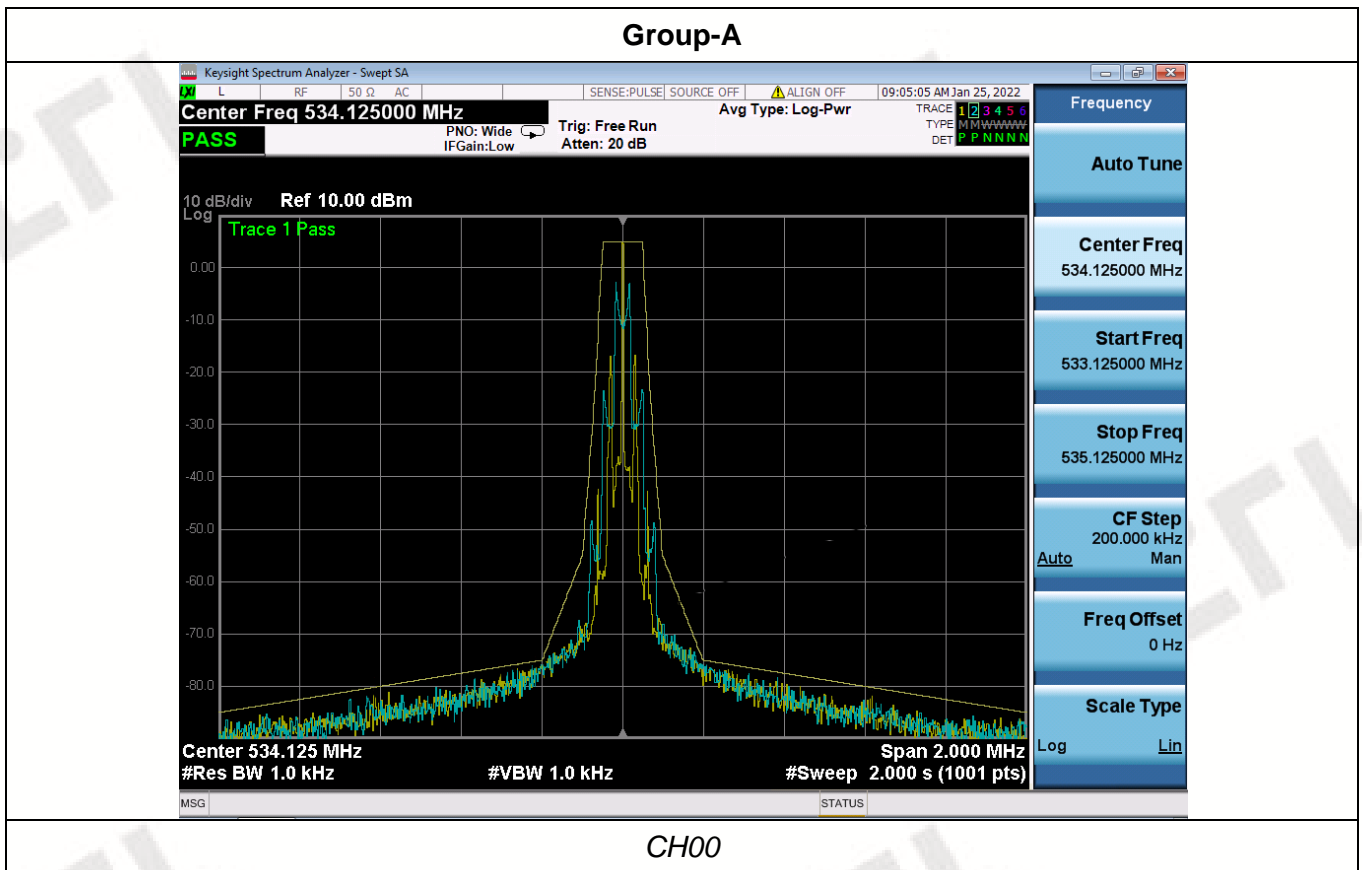 Group-A
Keysight Spectrum Analyzer - Swept SA
LXI L RF 50 Ω AC SENSE:PULSE SOURCE OFF ALIGN OFF 09:05:05 AM Jan 25, 2022
Center Freq 534.125000 MHz
Avg Type: Log-Pwr
TRACE 1 2 3 4 5 6
TYPE M M W W W W
DET P P N N N N
PASS
PNO: Wide
IFGain:Low
Trig: Free Run
Atten: 20 dB
10 dB/div Ref 10.00 dBm
Log
Trace 1 Pass
0.00
-10.0
-20.0
-30.0
-40.0
-50.0
-60.0
-70.0
-80.0
Center 534.125 MHz Span 2.000 MHz
#Res BW 1.0 kHz #VBW 1.0 kHz #Sweep 2.000 s (1001 pts)
MSG STATUS
Frequency
Auto Tune
Center Freq
534.125000 MHz
Start Freq
533.125000 MHz
Stop Freq
535.125000 MHz
CF Step
200.000 kHz
Auto Man
Freq Offset
0 Hz
Scale Type
Log Lin
CH00